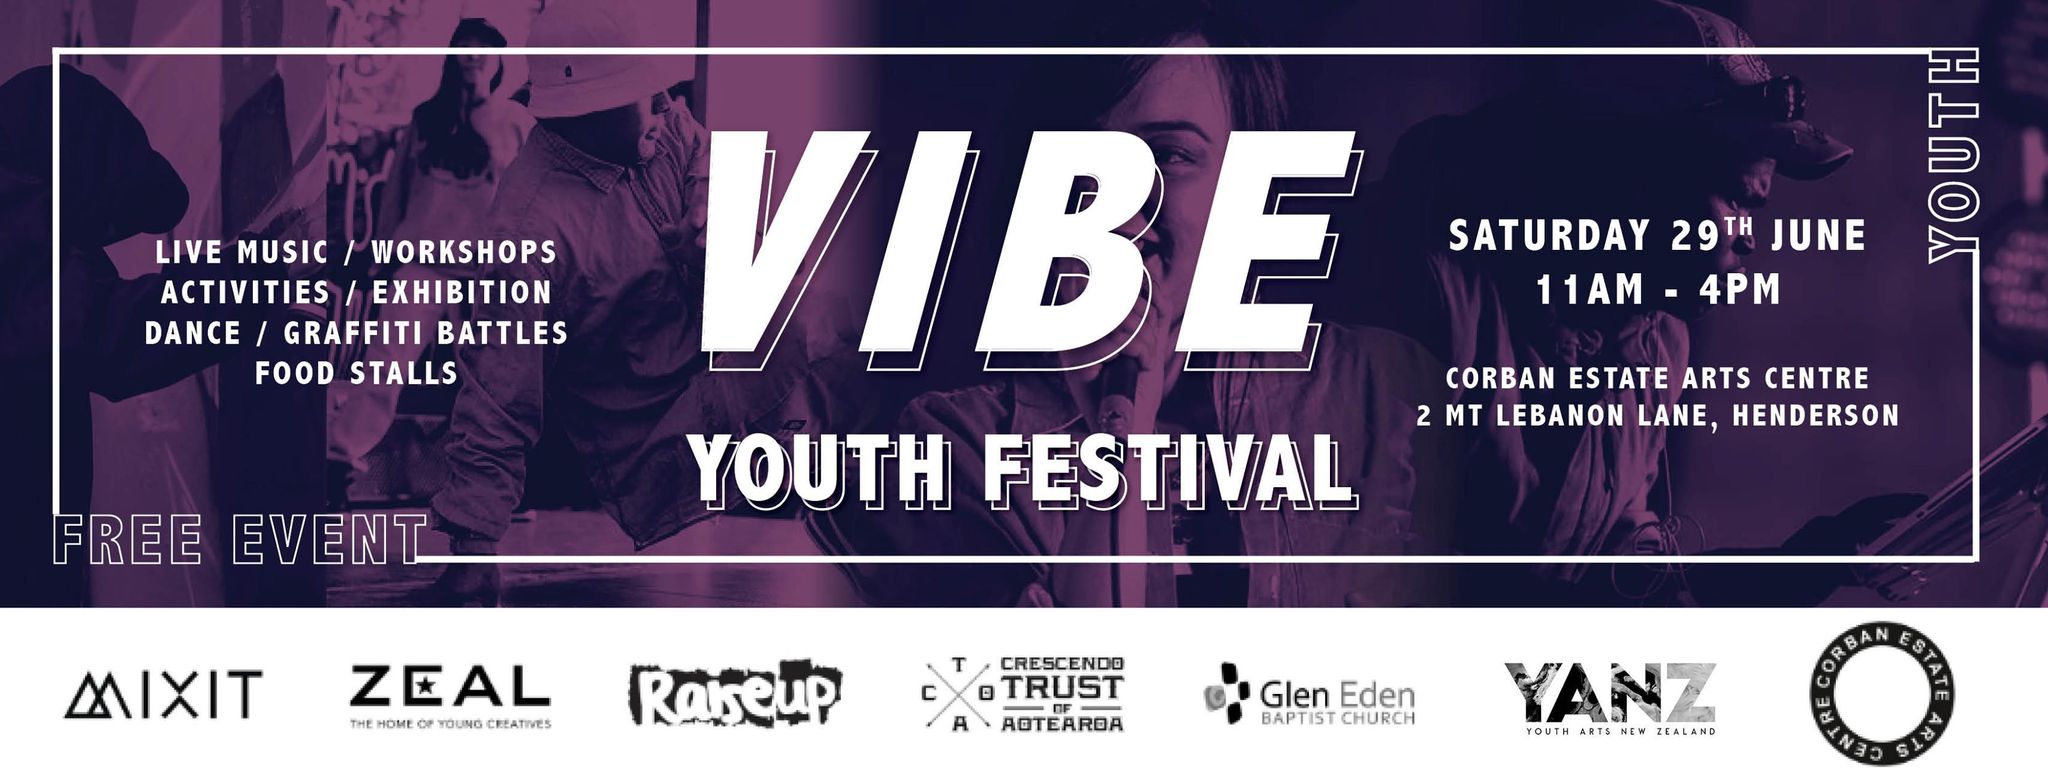 YOUTH
VIBE
YOUTH FESTIVAL
LIVE MUSIC / WORKSHOPS
ACTIVITIES / EXHIBITION
DANCE / GRAFFITI BATTLES
FOOD STALLS
SATURDAY 29TH JUNE
11AM - 4PM
CORBAN ESTATE ARTS CENTRE
2 MT LEBANON LANE, HENDERSON
FREE EVENT
MIXIT
ZEAL
THE HOME OF YOUNG CREATIVES
Raiseup
CTOA
CRESCENDO
TRUST
OF
AOTEAROA
Glen Eden
BAPTIST CHURCH
YANZ
YOUTH ARTS NEW ZEALAND
CORBAN ESTATE ARTS CENTRE